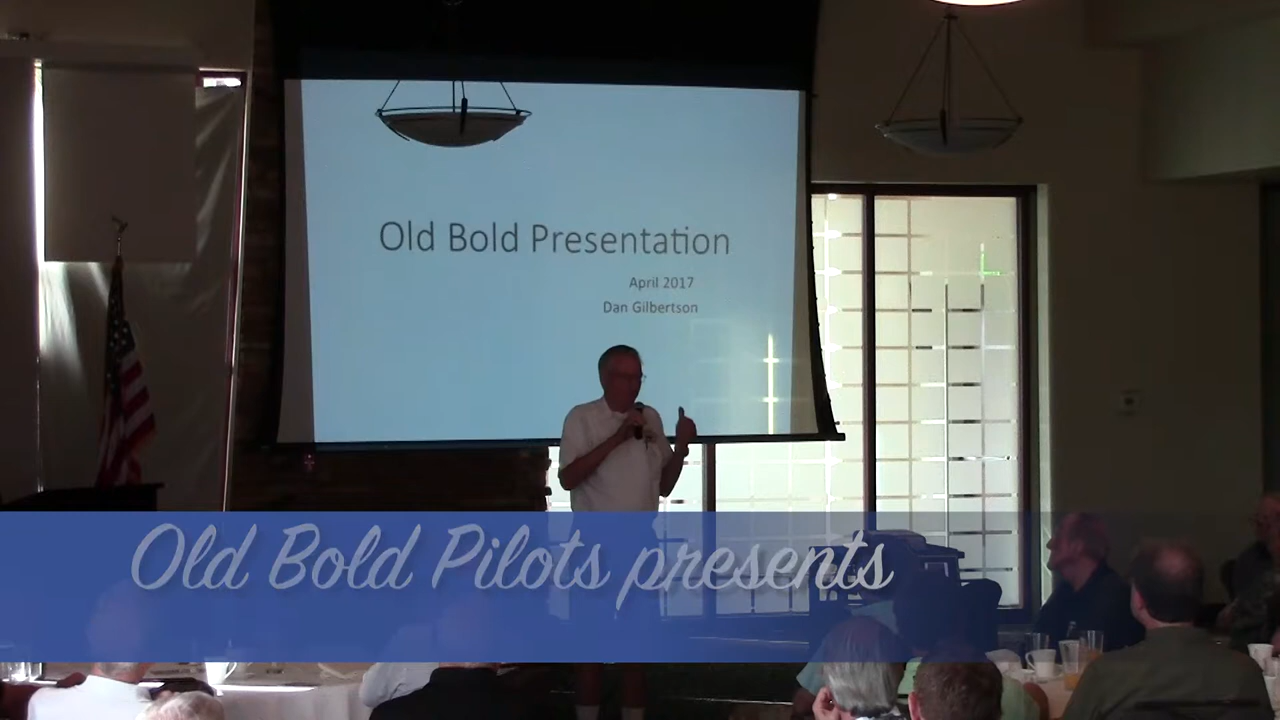 Old Bold Presentation
April 2017
Dan Gilbertson
Old Bold Pilots presents